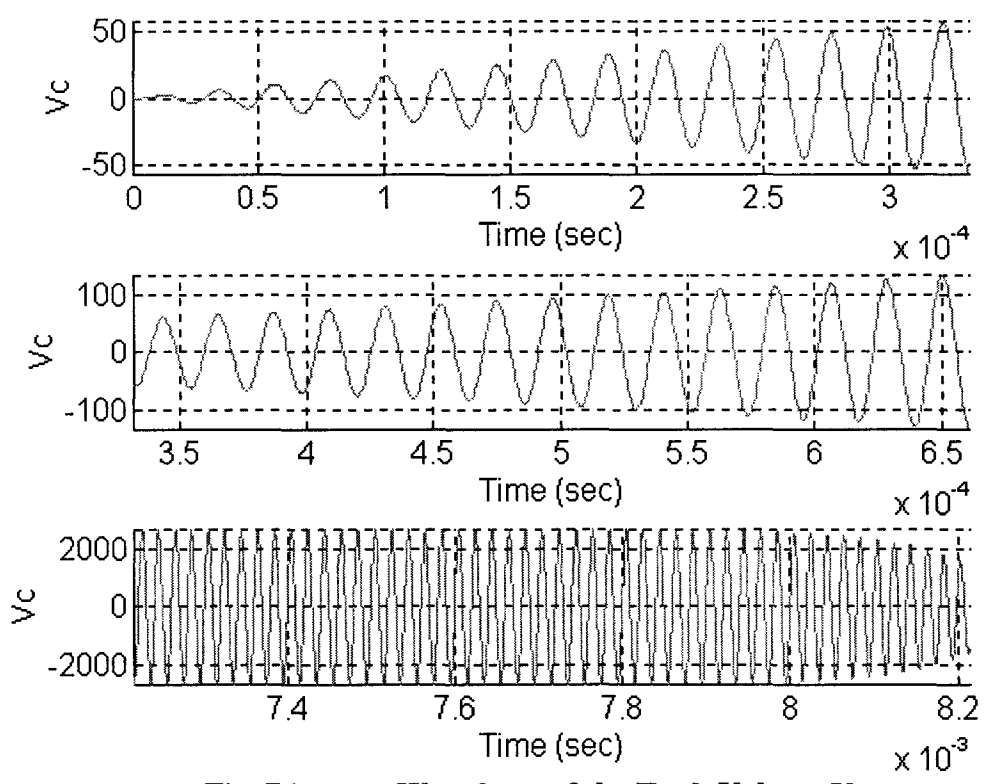 50
0
-50
Vc
0 0.5 1 1.5 2 2.5 3
Time (sec)
x 10^-4
100
0
-100
Vc
3.5 4 4.5 5 5.5 6 6.5
Time (sec)
x 10^-4
2000
0
-2000
Vc
7.4 7.6 7.8 8 8.2
Time (sec)
x 10^-3